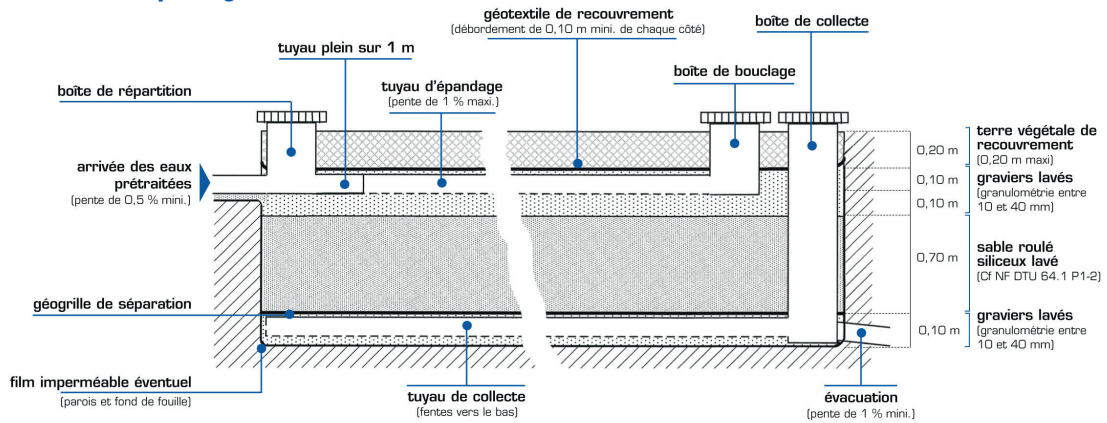 géotextile de recouvrement
(débordement de 0,10 m mini. de chaque côté)
boîte de collecte
tuyau plein sur 1 m
boîte de bouclage
boîte de répartition
tuyau d'épandage
(pente de 1 % maxi.)
arrivée des eaux
prétraitées
(pente de 0,5 % mini.)
0,20 m
terre végétale de
recouvrement
(0,20 m maxi)
0,10 m
0,10 m
graviers lavés
(granulométrie entre
10 et 40 mm)
0,70 m
sable roulé
siliceux lavé
(Cf NF DTU 64.1 P1-2)
géogrille de séparation
0,10 m
graviers lavés
(granulométrie entre
10 et 40 mm)
film imperméable éventuel
(parois et fond de fouille)
tuyau de collecte
(fentes vers le bas)
évacuation
(pente de 1 % mini.)